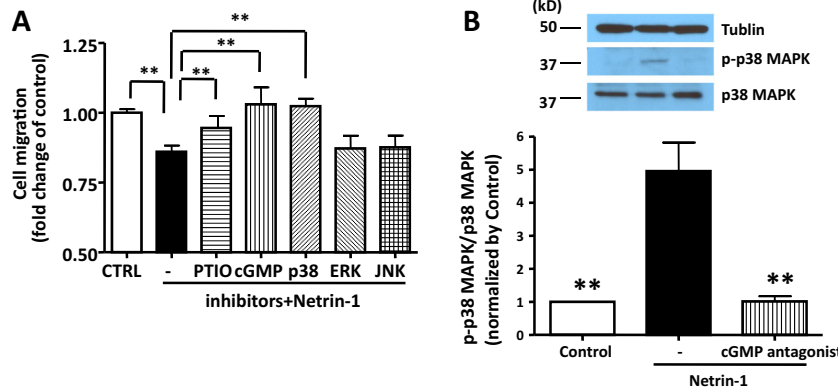 A
**
**
** **
1.25
1.00
0.75
0.50
Cell migration
(fold change of control)
CTRL - PTIO cGMP p38 ERK JNK
inhibitors+Netrin-1
B
(kD)
50 Tublin
37 p-p38 MAPK
37 p38 MAPK
6
5
4
3
2
1
0
p-p38 MAPK/p38 MAPK
(normalized by Control)
** **
Control - cGMP antagonist
Netrin-1